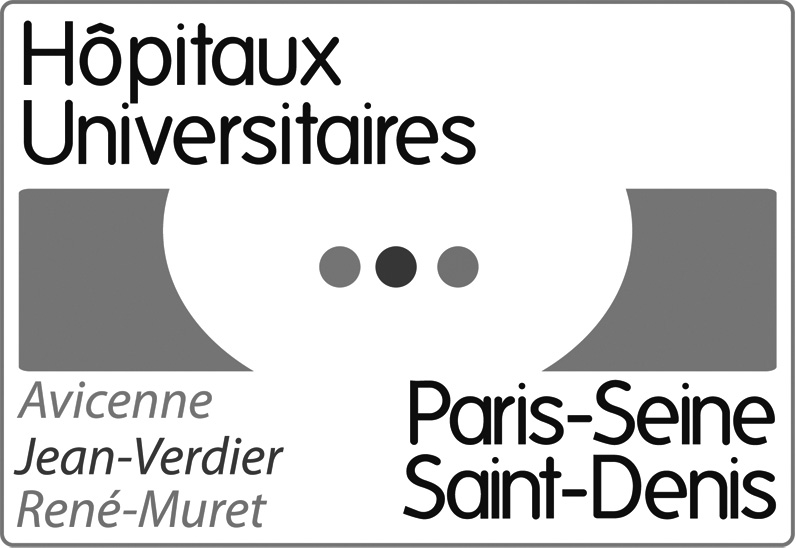 Hôpitaux
Universitaires
Avicenne
Jean-Verdier
René-Muret
Paris-Seine
Saint-Denis